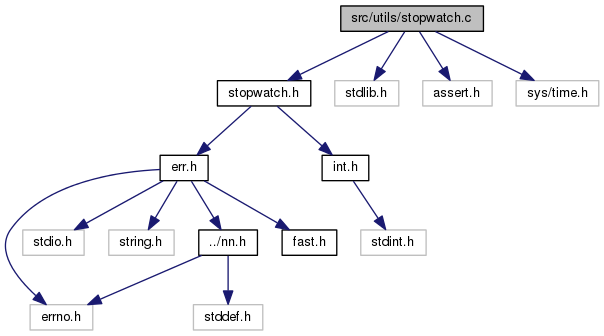 src/utils/stopwatch.c
stopwatch.h
stdlib.h
assert.h
sys/time.h
err.h
int.h
stdio.h
string.h
../nn.h
fast.h
stdint.h
errno.h
stddef.h